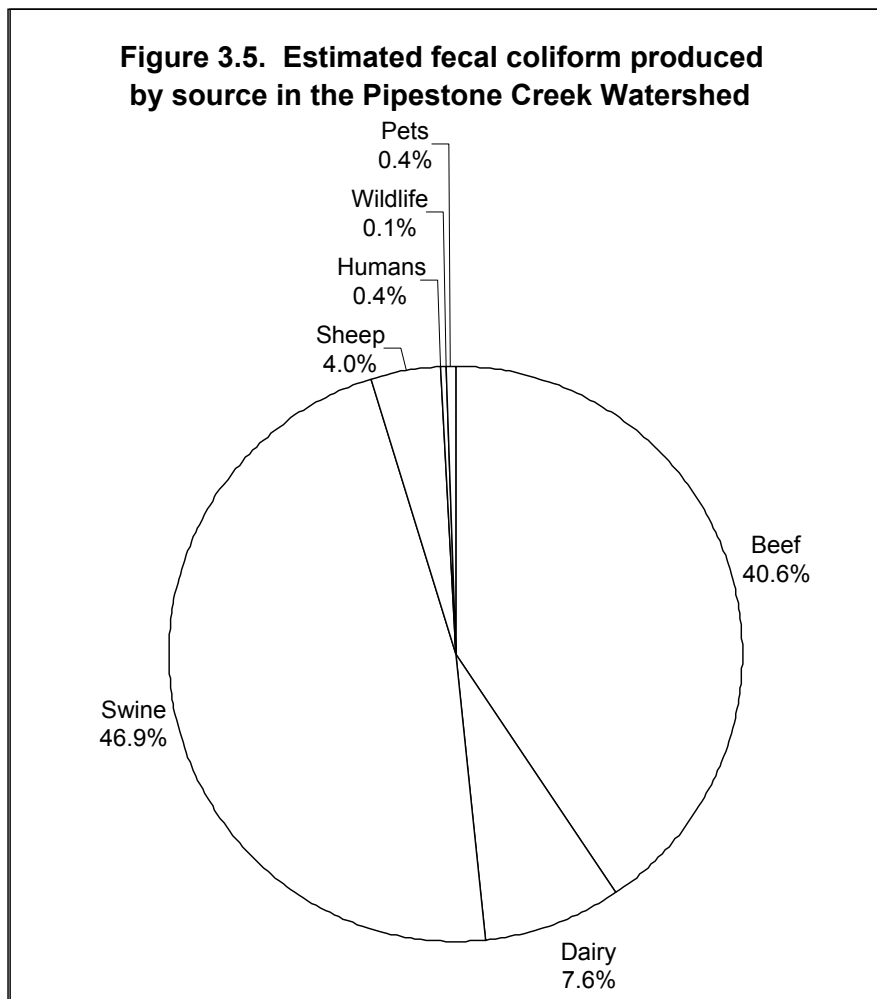 Figure 3.5.  Estimated fecal coliform produced
by source in the Pipestone Creek Watershed
Pets
0.4%
Wildlife
0.1%
Humans
0.4%
Sheep
4.0%
Beef
40.6%
Swine
46.9%
Dairy
7.6%